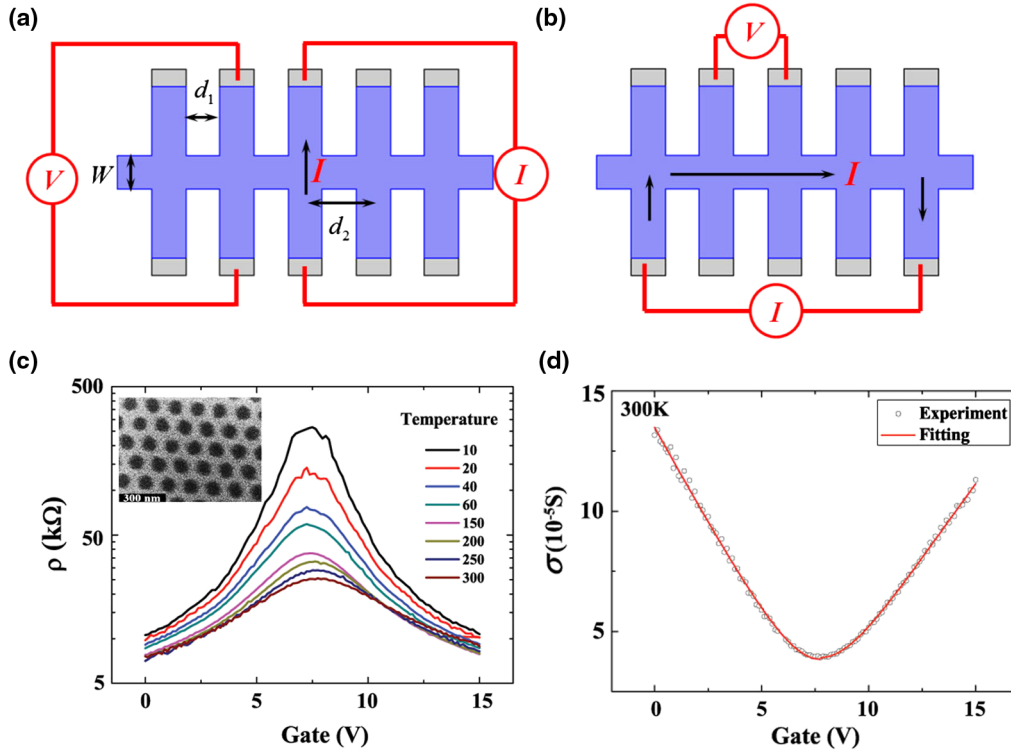 (a)
V
W
d₁
I
d₂
I
(b)
V
I
I
(c)
ρ (kΩ)
500
50
5
300 nm
Temperature
10
20
40
60
150
200
250
300
0 5 10 15
Gate (V)
(d)
σ(10⁻⁵S)
15
10
5
300K
Experiment
Fitting
0 5 10 15
Gate (V)